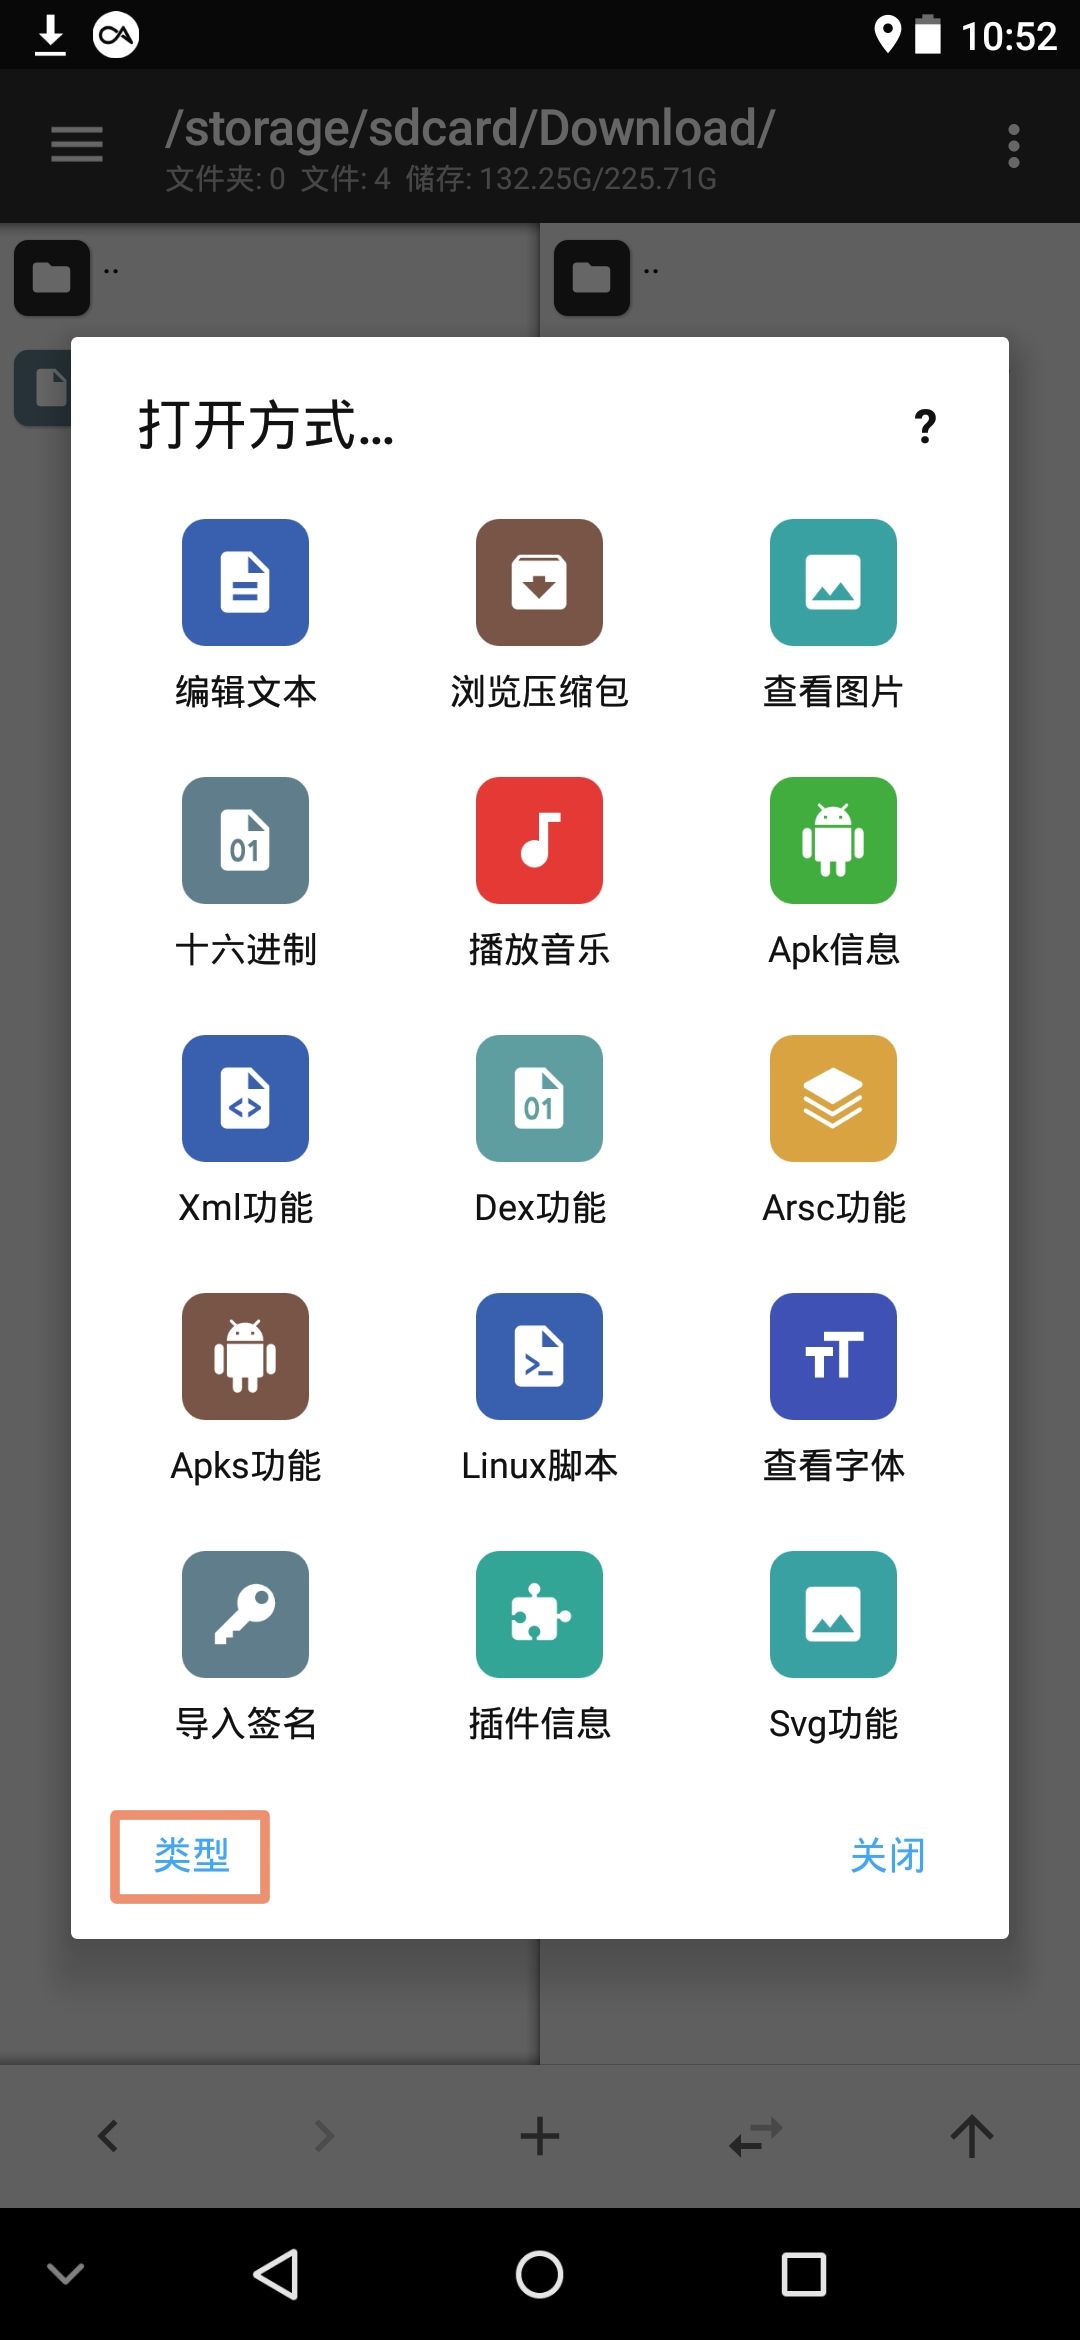 10:52
/storage/sdcard/Download/
文件夹: 0 文件: 4 储存: 132.25G/225.71G
.. ..
打开方式... ?
编辑文本 浏览压缩包 查看图片
01
十六进制 播放音乐 Apk信息
01
Xml功能 Dex功能 Arsc功能
Apks功能 Linux脚本 查看字体
导入签名 插件信息 Svg功能
类型 关闭